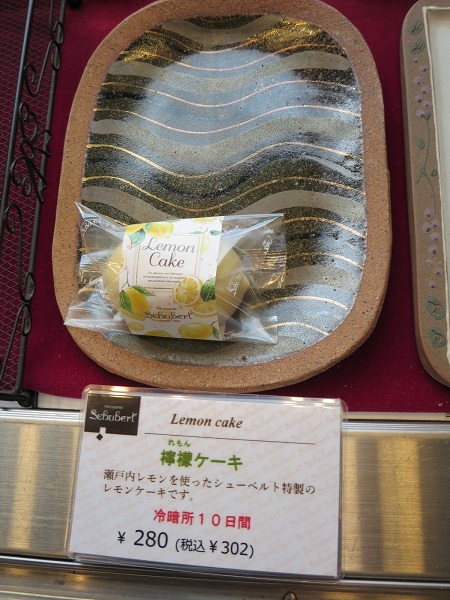 Lemon
Cake
Schubert
PATISSERIE
Schubert
Lemon cake
れもん
檸檬ケーキ
瀬戸内レモンを使ったシューベルト特製の
レモンケーキです。
冷暗所10日間
¥280(税込¥302)